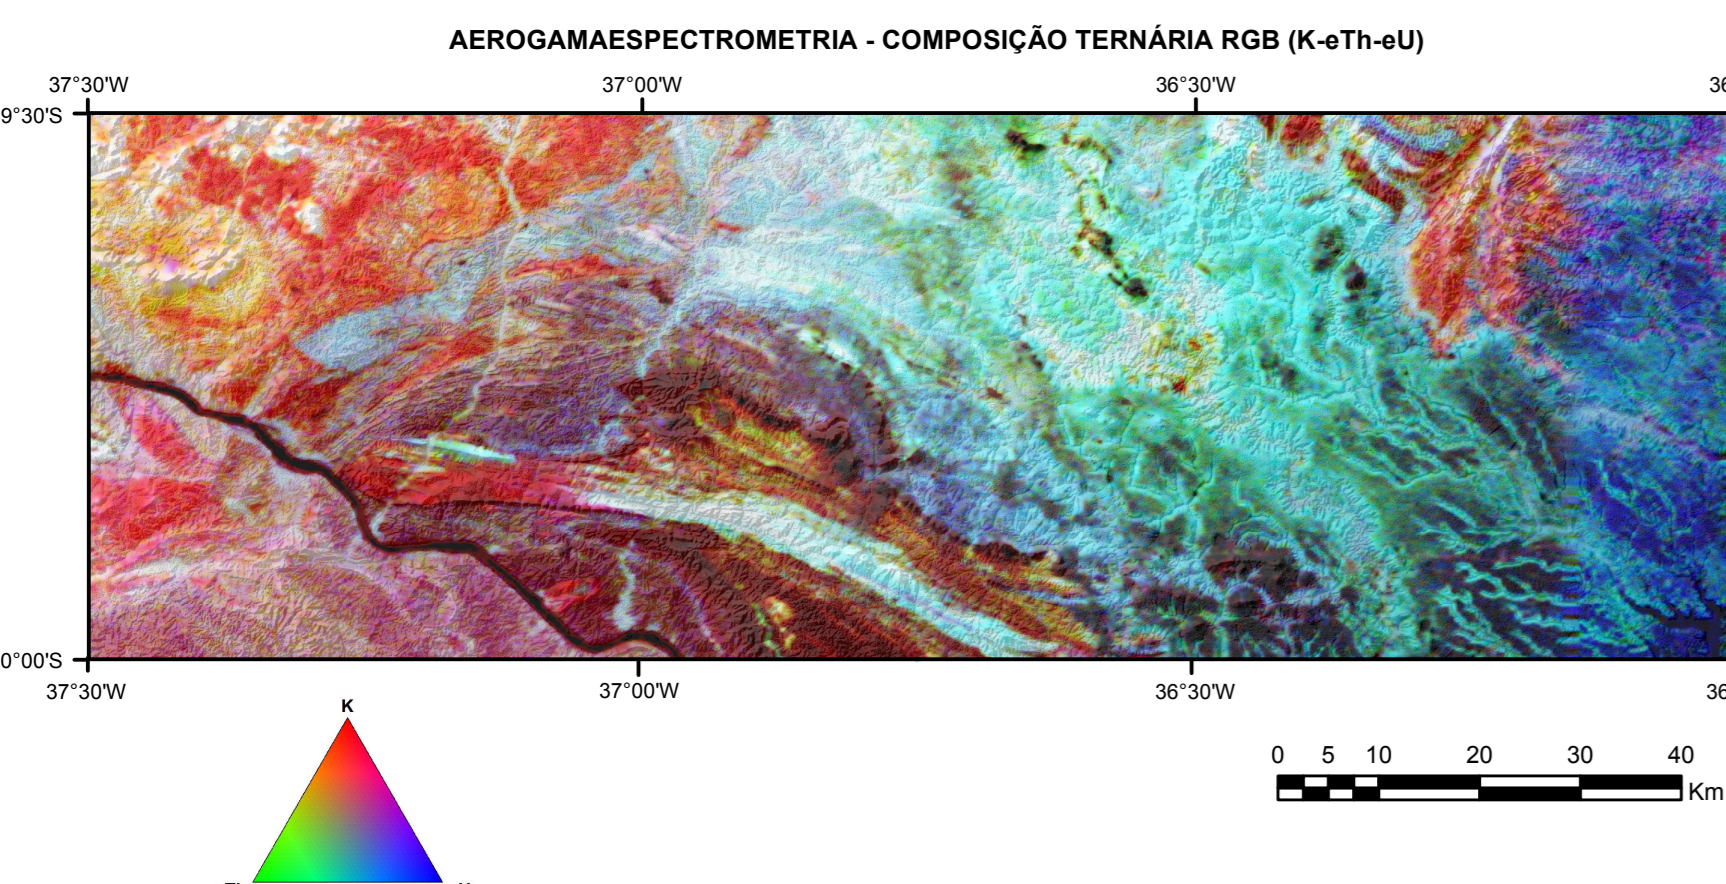 AEROGAMAESPECTROMETRIA - COMPOSIÇÃO TERNÁRIA RGB (K-eTh-eU)
37°30'W 37°00'W 36°30'W
9°30'S
0°00'S
37°30'W 37°00'W 36°30'W
K
0 5 10 20 30 40
Km